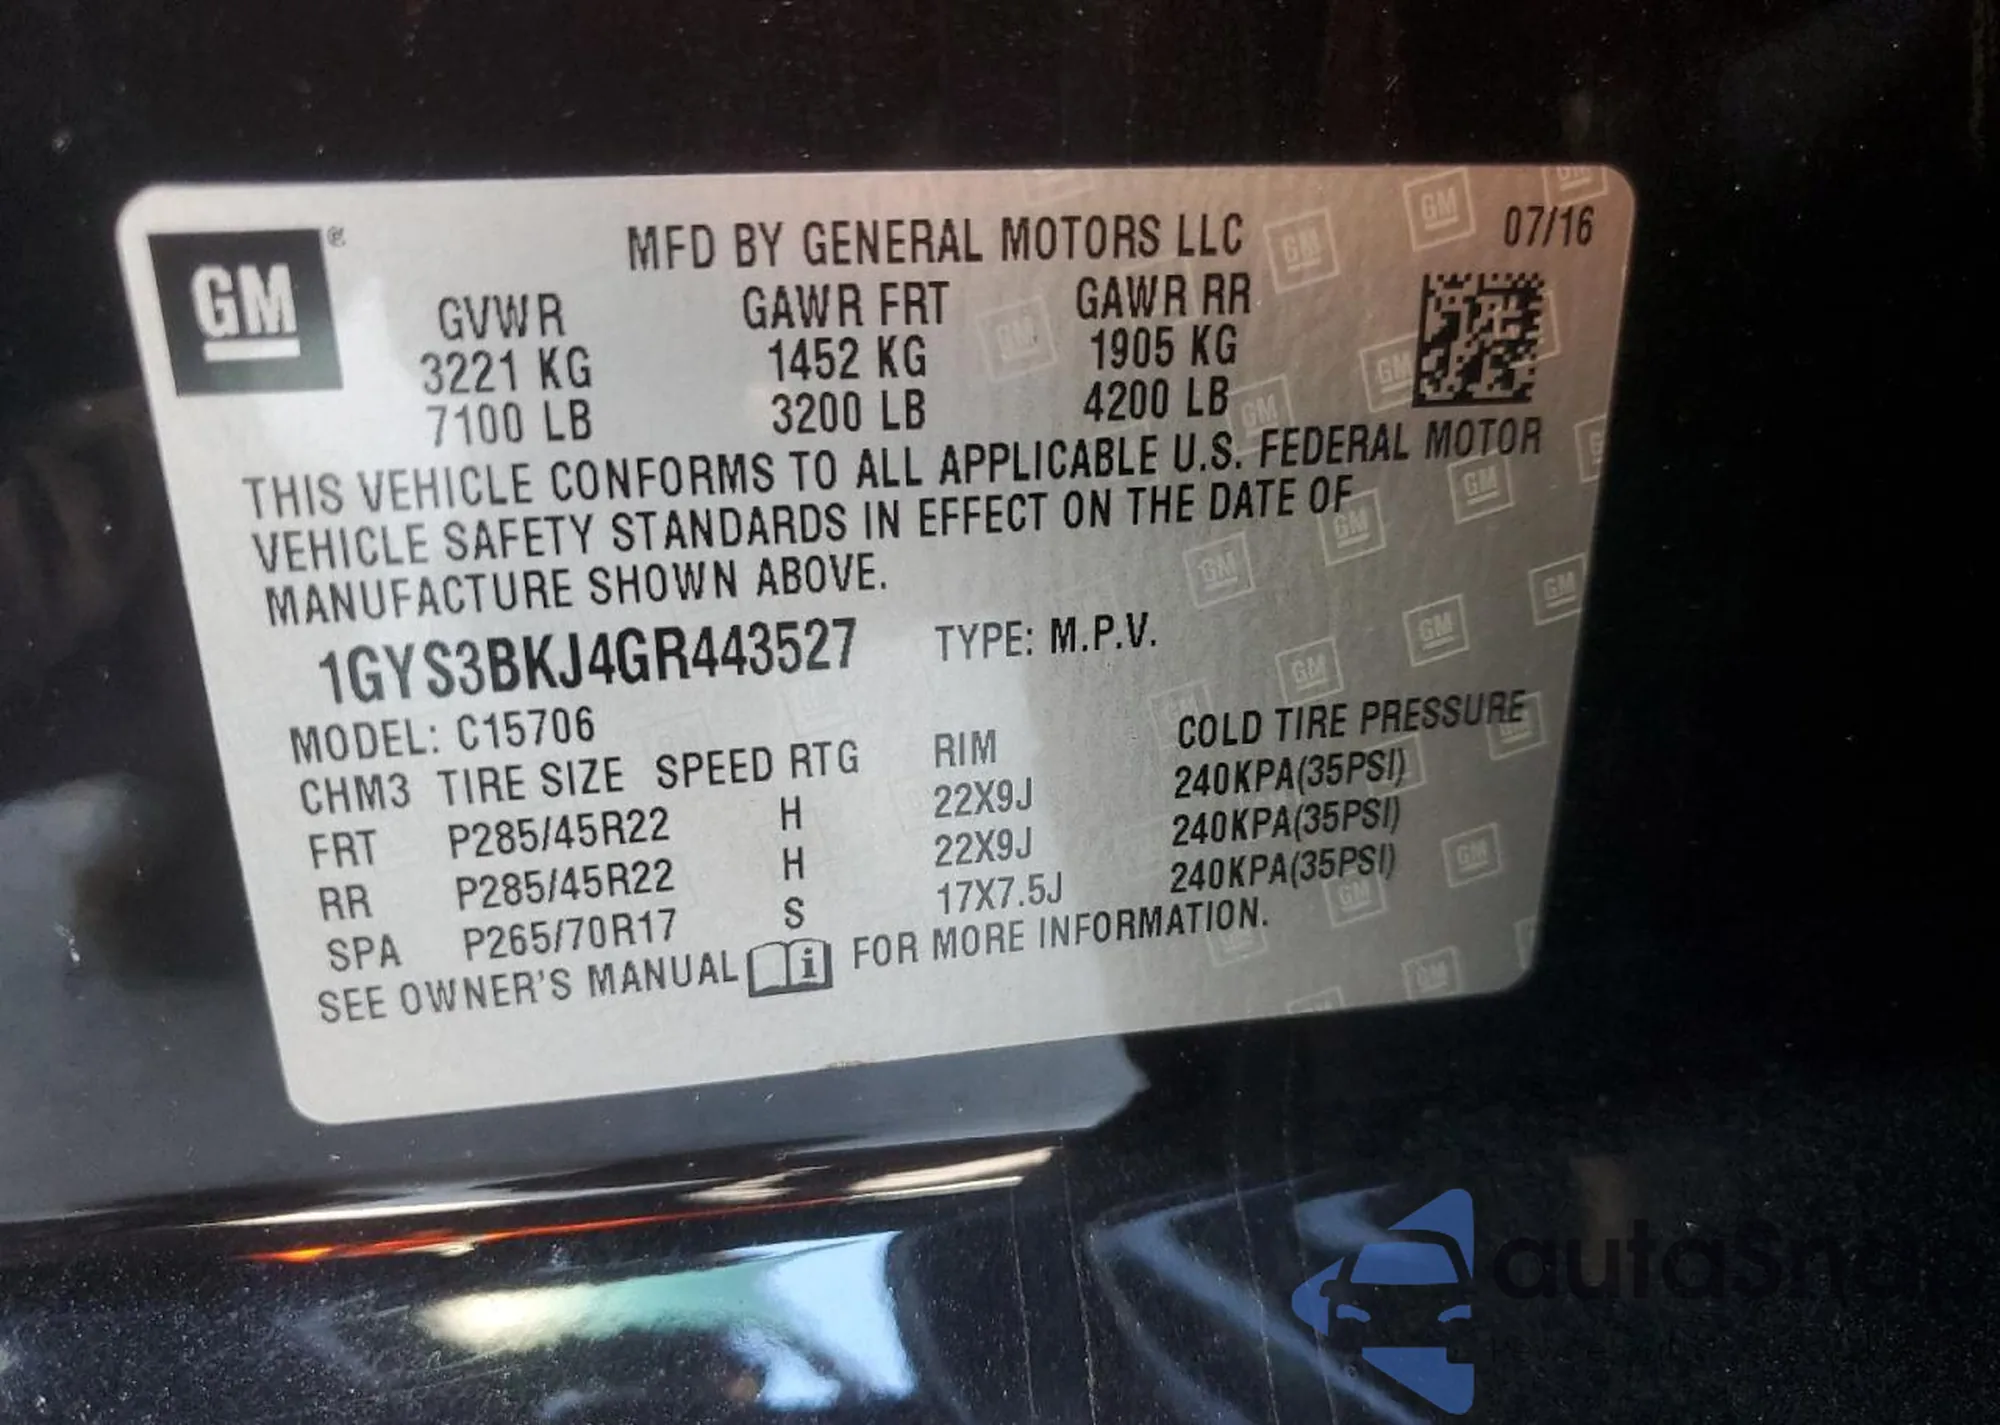 GM ®
MFD BY GENERAL MOTORS LLC 07/16
GVWR GAWR FRT GAWR RR
3221 KG 1452 KG 1905 KG
7100 LB 3200 LB 4200 LB
THIS VEHICLE CONFORMS TO ALL APPLICABLE U.S. FEDERAL MOTOR
VEHICLE SAFETY STANDARDS IN EFFECT ON THE DATE OF
MANUFACTURE SHOWN ABOVE.
1GYS3BKJ4GR443527 TYPE: M.P.V.
MODEL: C15706
CHM3 TIRE SIZE SPEED RTG RIM COLD TIRE PRESSURE
FRT P285/45R22 H 22X9J 240KPA(35PSI)
RR P285/45R22 H 22X9J 240KPA(35PSI)
SPA P265/70R17 S 17X7.5J 240KPA(35PSI)
SEE OWNER'S MANUAL i FOR MORE INFORMATION.